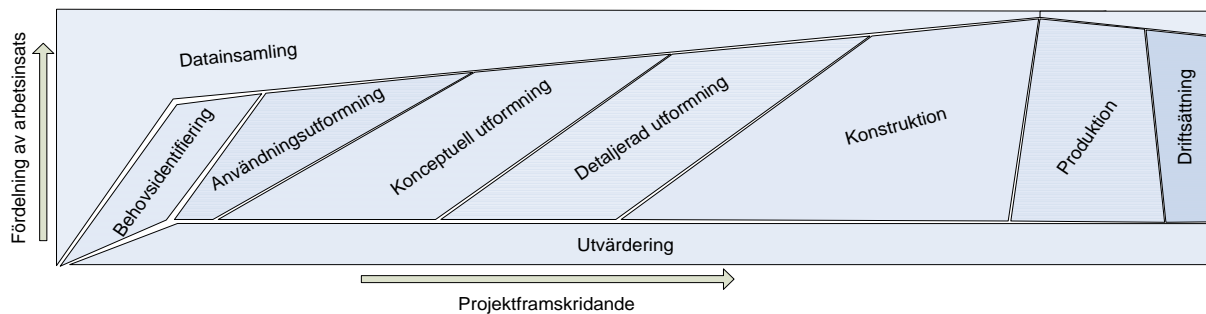 Fördelning av arbetsinsats
Datainsamling
Behovsidentifiering
Användningsutformning
Konceptuell utformning
Detaljerad utformning
Konstruktion
Produktion
Driftsättning
Utvärdering
Projektframskridande